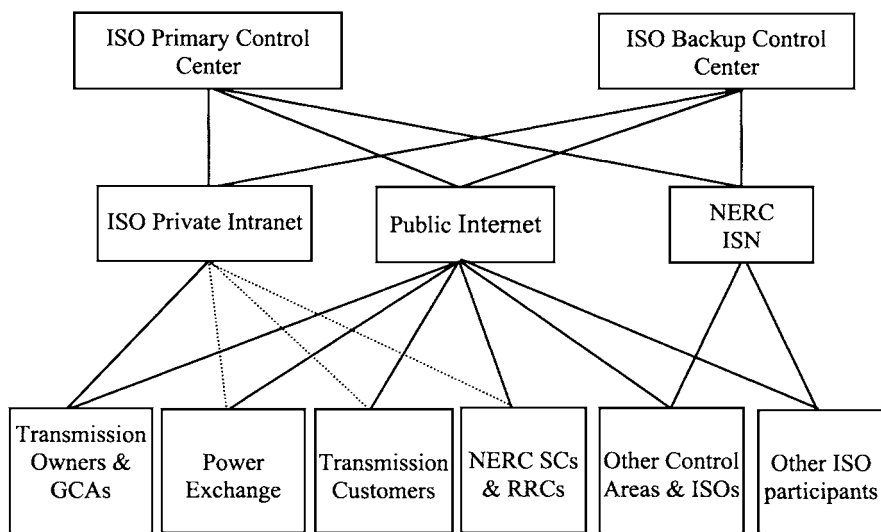 ISO Primary Control
Center
ISO Backup Control
Center
ISO Private Intranet
Public Internet
NERC
ISN
Transmission
Owners &
GCAs
Power
Exchange
Transmission
Customers
NERC SCs
& RRCs
Other Control
Areas & ISOs
Other ISO
participants